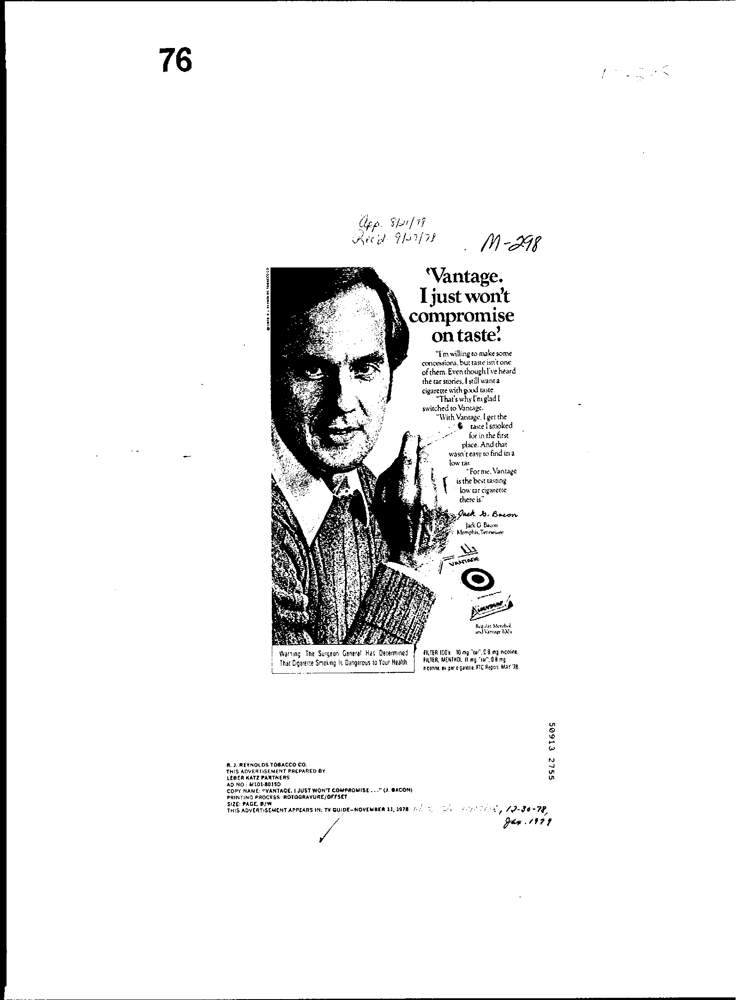 76
App. 8/21/78
Rec'd 9/27/78
M-298
'Vantage.
I just won't
compromise
on taste.'
"I'm willing to make some
concessions, but taste isn't one
of them. Even though I've heard
the tar stories, I still want a
cigarette with good taste.
"That's why I'm glad I
switched to Vantage.
"With Vantage, I get the
taste I smoked
for in the first
place. And that
wasn't easy to find in a
low tar.
"For me, Vantage
is the best tasting
low tar cigarette
there is."
Jack G. Bacon
Jack G. Bacon
Memphis, Tennessee
VANTAGE
VANTAGE
Regular, Menthol,
and Vantage 100's
Warning: The Surgeon General Has Determined
That Cigarette Smoking Is Dangerous to Your Health.
FILTER 100's: 10 mg. "tar", 0.8 mg. nicotine,
FILTER, MENTHOL: 11 mg. "tar", 0.8 mg.
nicotine, av. per cigarette, FTC Report MAY '78.
50913 2755
R. J. REYNOLDS TOBACCO CO.
THIS ADVERTISEMENT PREPARED BY
LEBER KATZ PARTNERS
AD NO.: M101-8015D
COPY NAME: "VANTAGE, I JUST WON'T COMPROMISE . . ." (J. BACON)
PRINTING PROCESS: ROTOGRAVURE/OFFSET
SIZE: PAGE, B/W
THIS ADVERTISEMENT APPEARS IN: TV GUIDE—NOVEMBER 11, 1978
, 12-30-78,
Jan. 1979